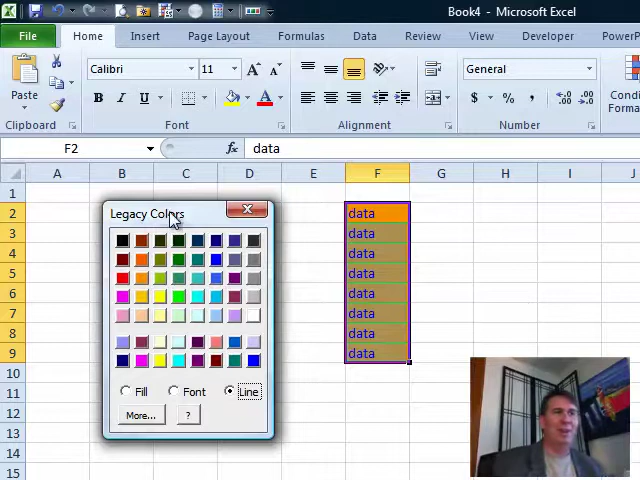 Book4 - Microsoft Excel
File Home Insert Page Layout Formulas Data Review View Developer PowerP
Calibri 11 General
Paste B I U $ % ,
Clipboard Font Alignment Number
F2 fx data
A B C D E F G H I J
1
Legacy Colors
2 data
3 data
4 data
5 data
6 data
7 data
8 data
9 data
10
Fill Font Line
11
More... ?
12
13
14
15